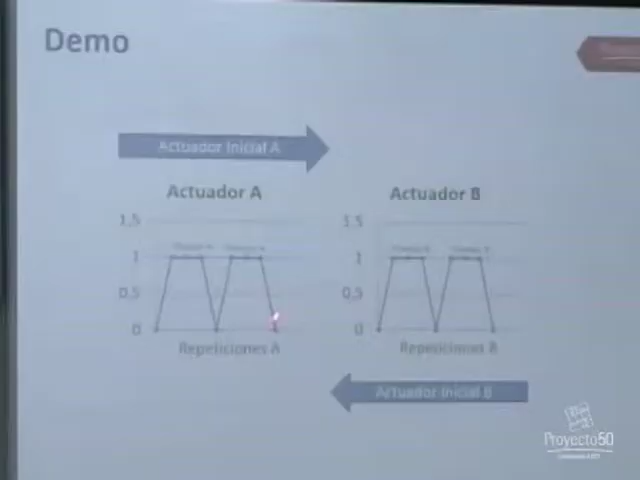 Demo
Actuador Inicial A
Actuador A
1,5
1
0,5
0
Repeticiones A
Actuador B
1,5
1
0,5
0
Repeticiones B
Actuador Inicial B
Proyecto50